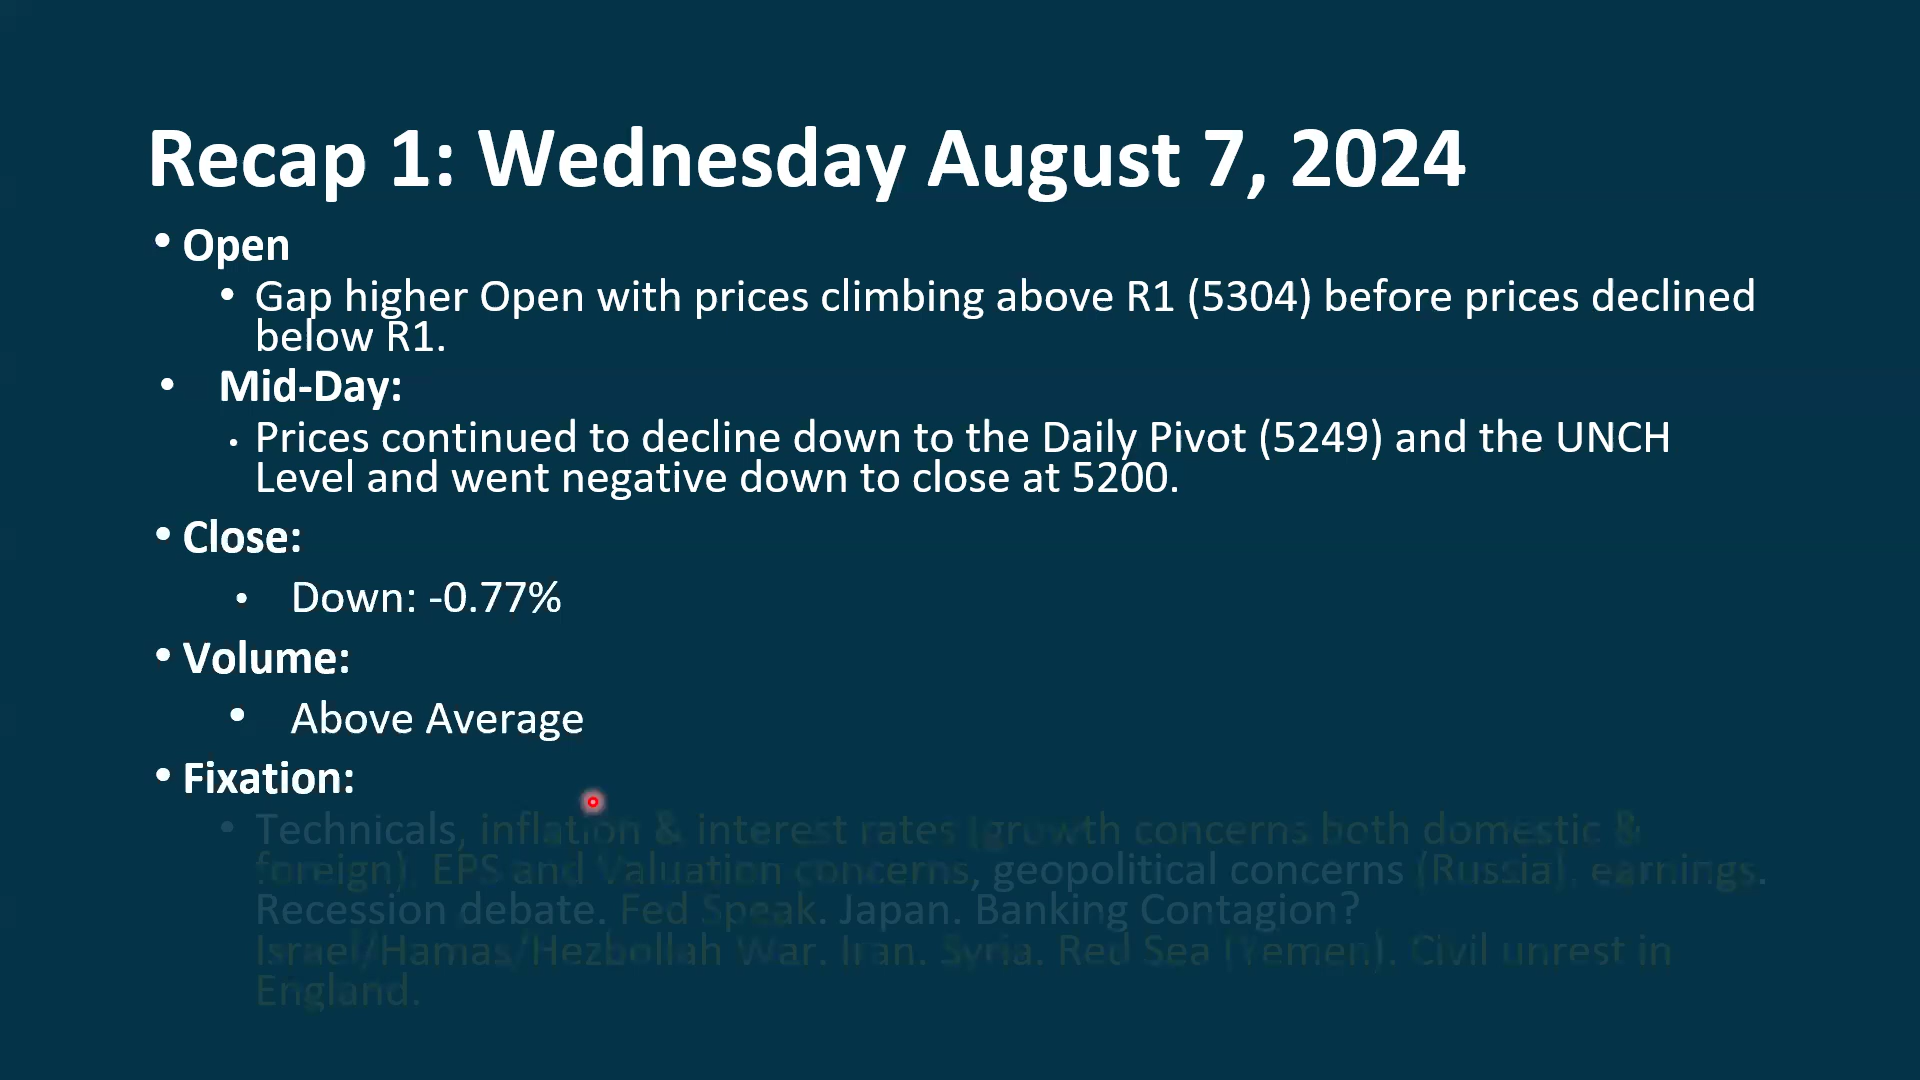 Recap 1: Wednesday August 7, 2024
• Open
• Gap higher Open with prices climbing above R1 (5304) before prices declined
below R1.
• Mid-Day:
• Prices continued to decline down to the Daily Pivot (5249) and the UNCH
Level and went negative down to close at 5200.
• Close:
• Down: -0.77%
• Volume:
• Above Average
• Fixation:
• Technicals, inflation & interest rates (growth concerns both domestic &
foreign). EPS and Valuation concerns, geopolitical concerns (Russia). earnings.
Recession debate. Fed Speak. Japan. Banking Contagion?
Israel/Hamas/Hezbollah War. Iran. Syria. Red Sea (Yemen). Civil unrest in
England.